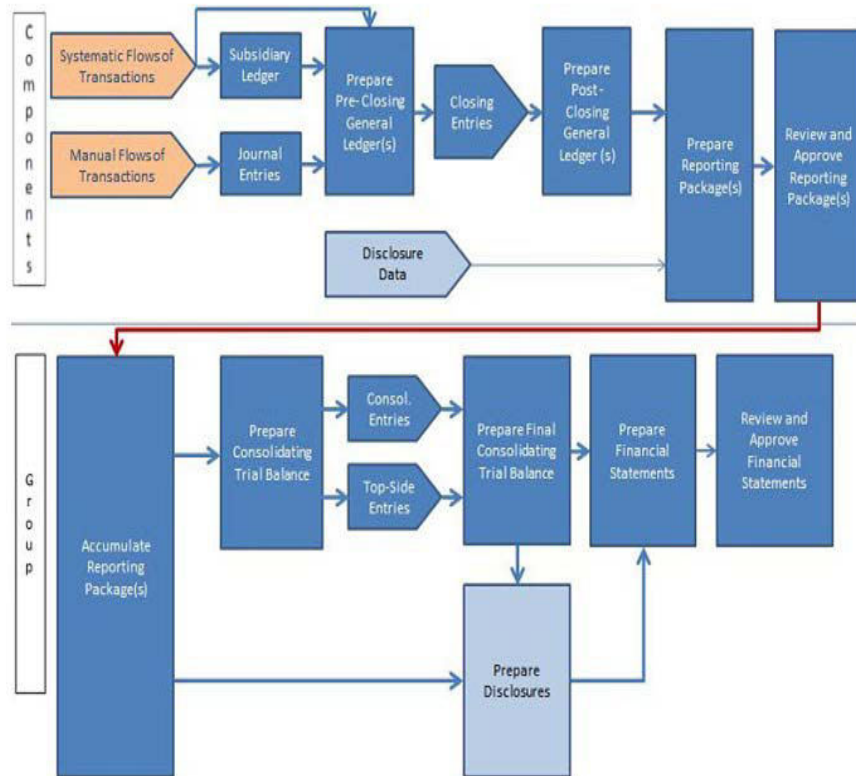 Components
Systematic Flows of
Transactions
Subsidiary
Ledger
Prepare
Pre-Closing
General
Ledger(s)
Closing
Entries
Prepare
Post-
Closing
General
Ledger (s)
Manual Flows of
Transactions
Journal
Entries
Prepare
Reporting
Package(s)
Review and
Approve
Reporting
Package(s)
Disclosure
Data
Group
Accumulate
Reporting
Package(s)
Prepare
Consolidating
Trial Balance
Consol.
Entries
Top-Side
Entries
Prepare Final
Consolidating
Trial Balance
Prepare
Financial
Statements
Review and
Approve
Financial
Statements
Prepare
Disclosures